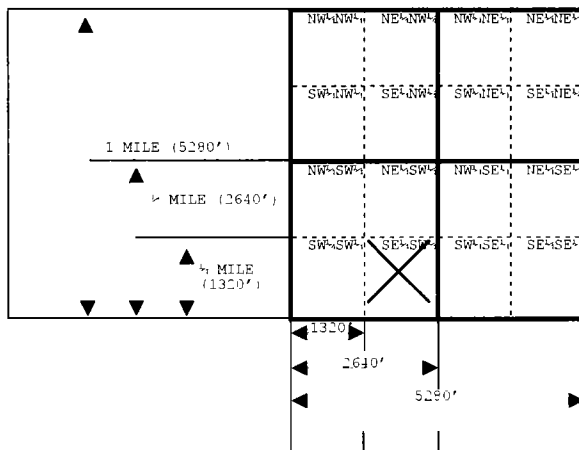 NW¼NW¼ NE¼NW¼ NW¼NE¼ NE¼NE¼
SW¼NW¼ SE¼NW¼ SW¼NE¼ SE¼NE¼
1 MILE (5280')
NW¼SW¼ NE¼SW¼ NW¼SE¼ NE¼SE¼
MILE (2640')
SW¼SW¼ SE¼SW¼ SW¼SE¼ SE¼SE¼
¼ MILE
(1320')
1320'
2640'
5280'